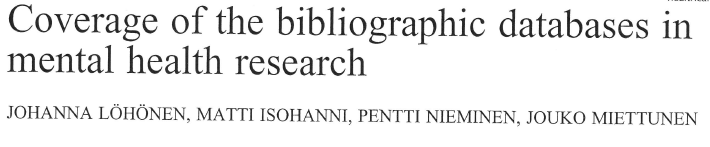 Coverage of the bibliographic databases in
mental health research
JOHANNA LÖHÖNEN, MATTI ISOHANNI, PENTTI NIEMINEN, JOUKO MIETTUNEN